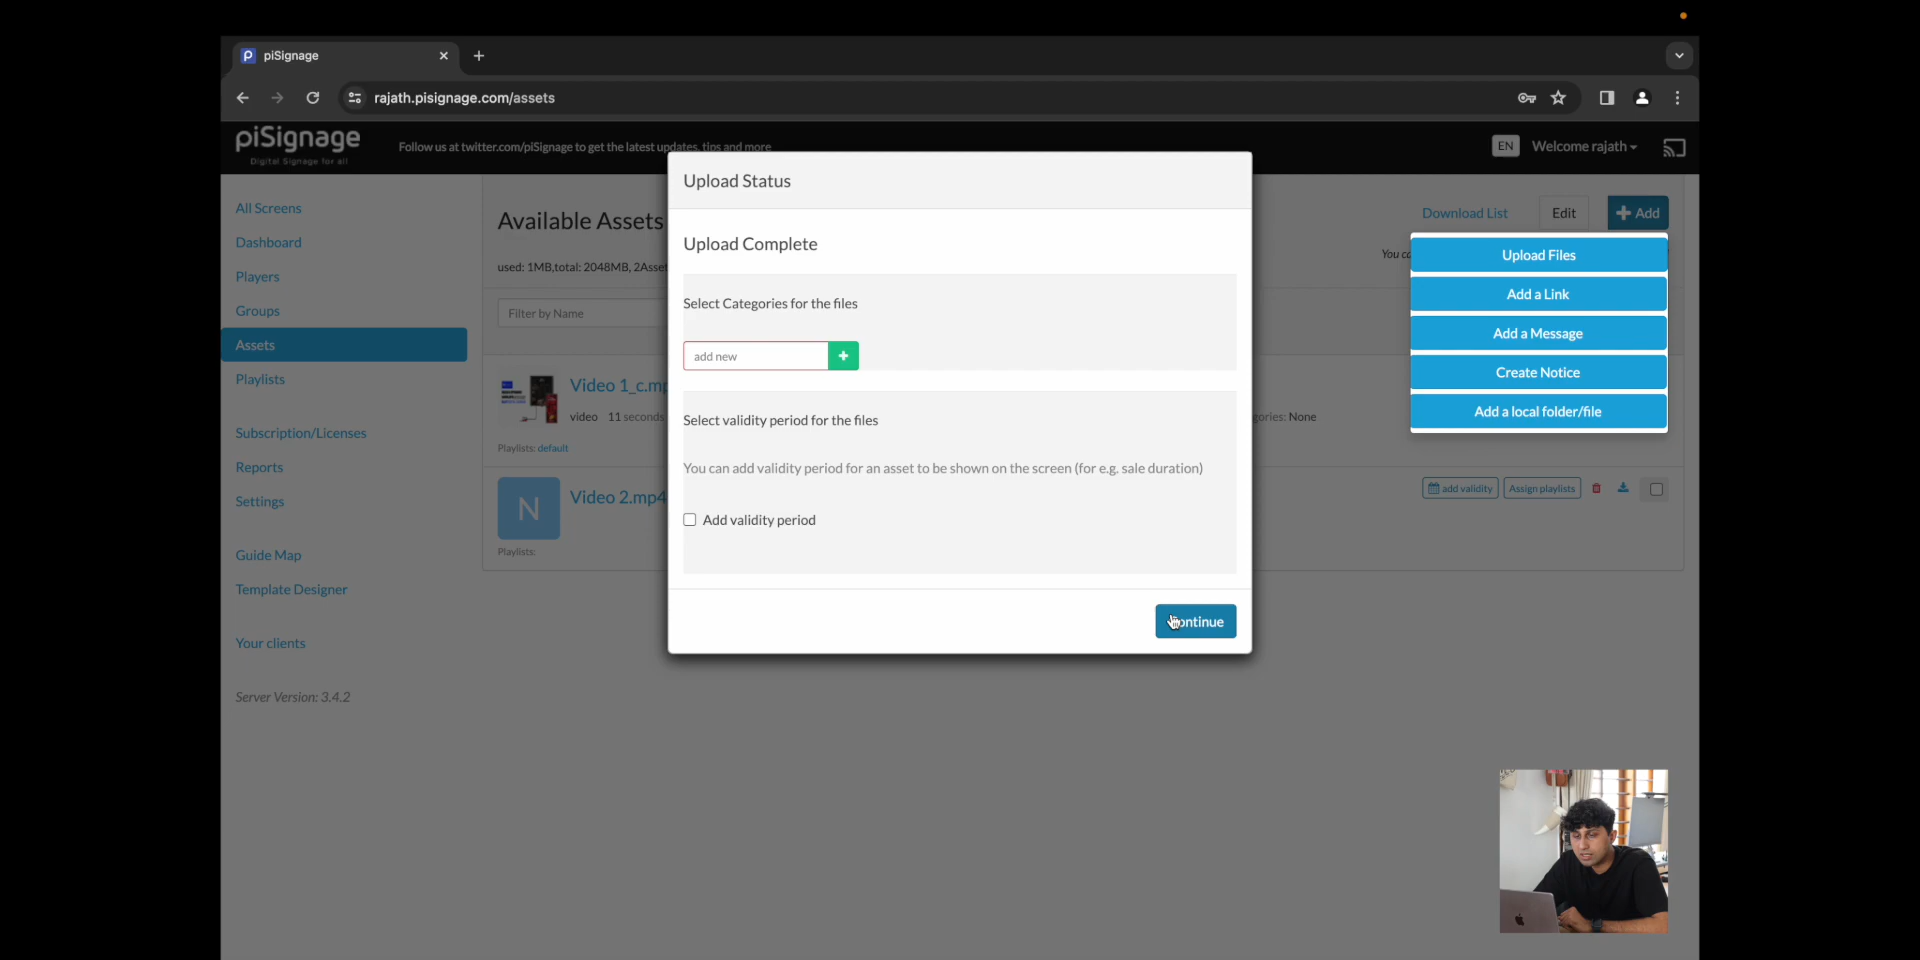 piSignage
rajath.pisignage.com/assets
piSignage
Digital Signage for all
Follow us at twitter.com/piSignage to get the latest updates, tips and more
EN Welcome rajath
All Screens
Dashboard
Players
Groups
Assets
Playlists
Subscription/Licenses
Reports
Settings
Guide Map
Template Designer
Your clients
Server Version: 3.4.2
Available Assets
used: 1MB,total: 2048MB, 2Asse
Filter by Name
Video 1_c.mp
video 11 seconds
Playlists: default
N
Video 2.mp4
Playlists:
Upload Status
Upload Complete
Select Categories for the files
add new +
Select validity period for the files
You can add validity period for an asset to be shown on the screen (for e.g. sale duration)
Add validity period
Continue
Download List Edit + Add
You
Upload Files
Add a Link
Add a Message
Create Notice
Add a local folder/file
gories: None
add validity Assign playlists